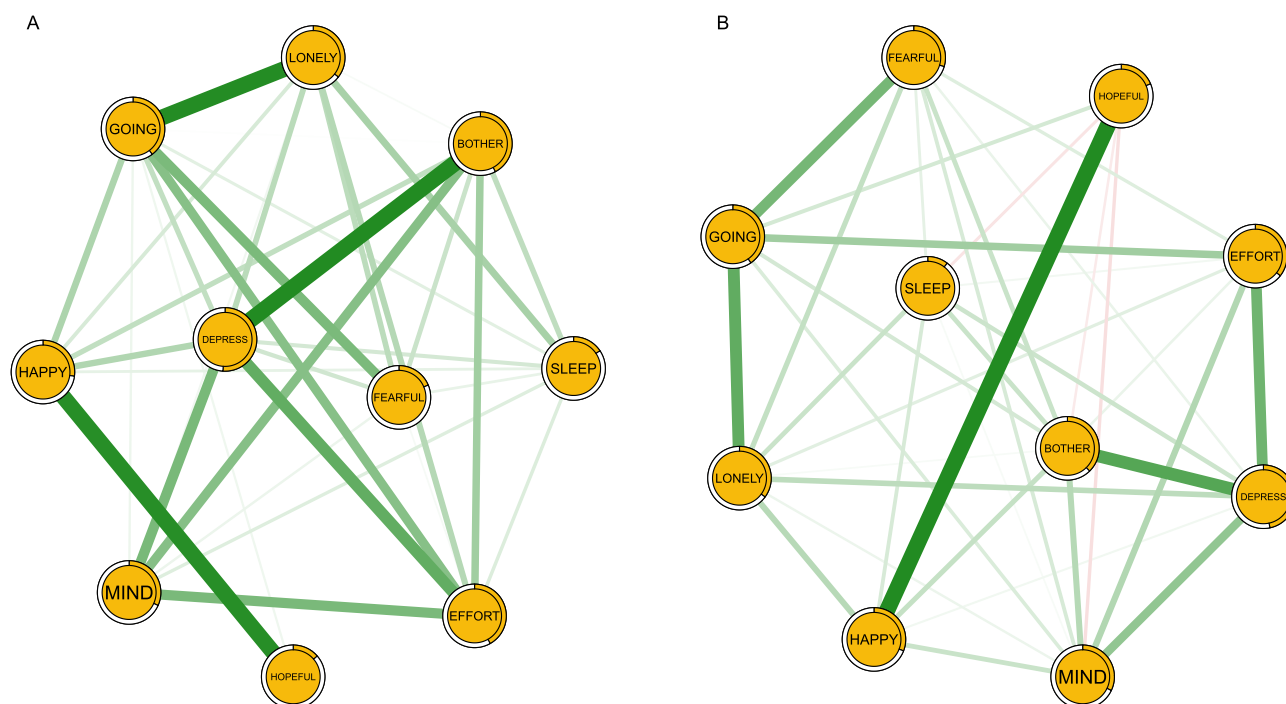 A
LONELY
GOING
BOTHER
DEPRESS
HAPPY
SLEEP
FEARFUL
MIND
EFFORT
HOPEFUL
B
FEARFUL
HOPEFUL
GOING
EFFORT
SLEEP
BOTHER
LONELY
DEPRESS
HAPPY
MIND